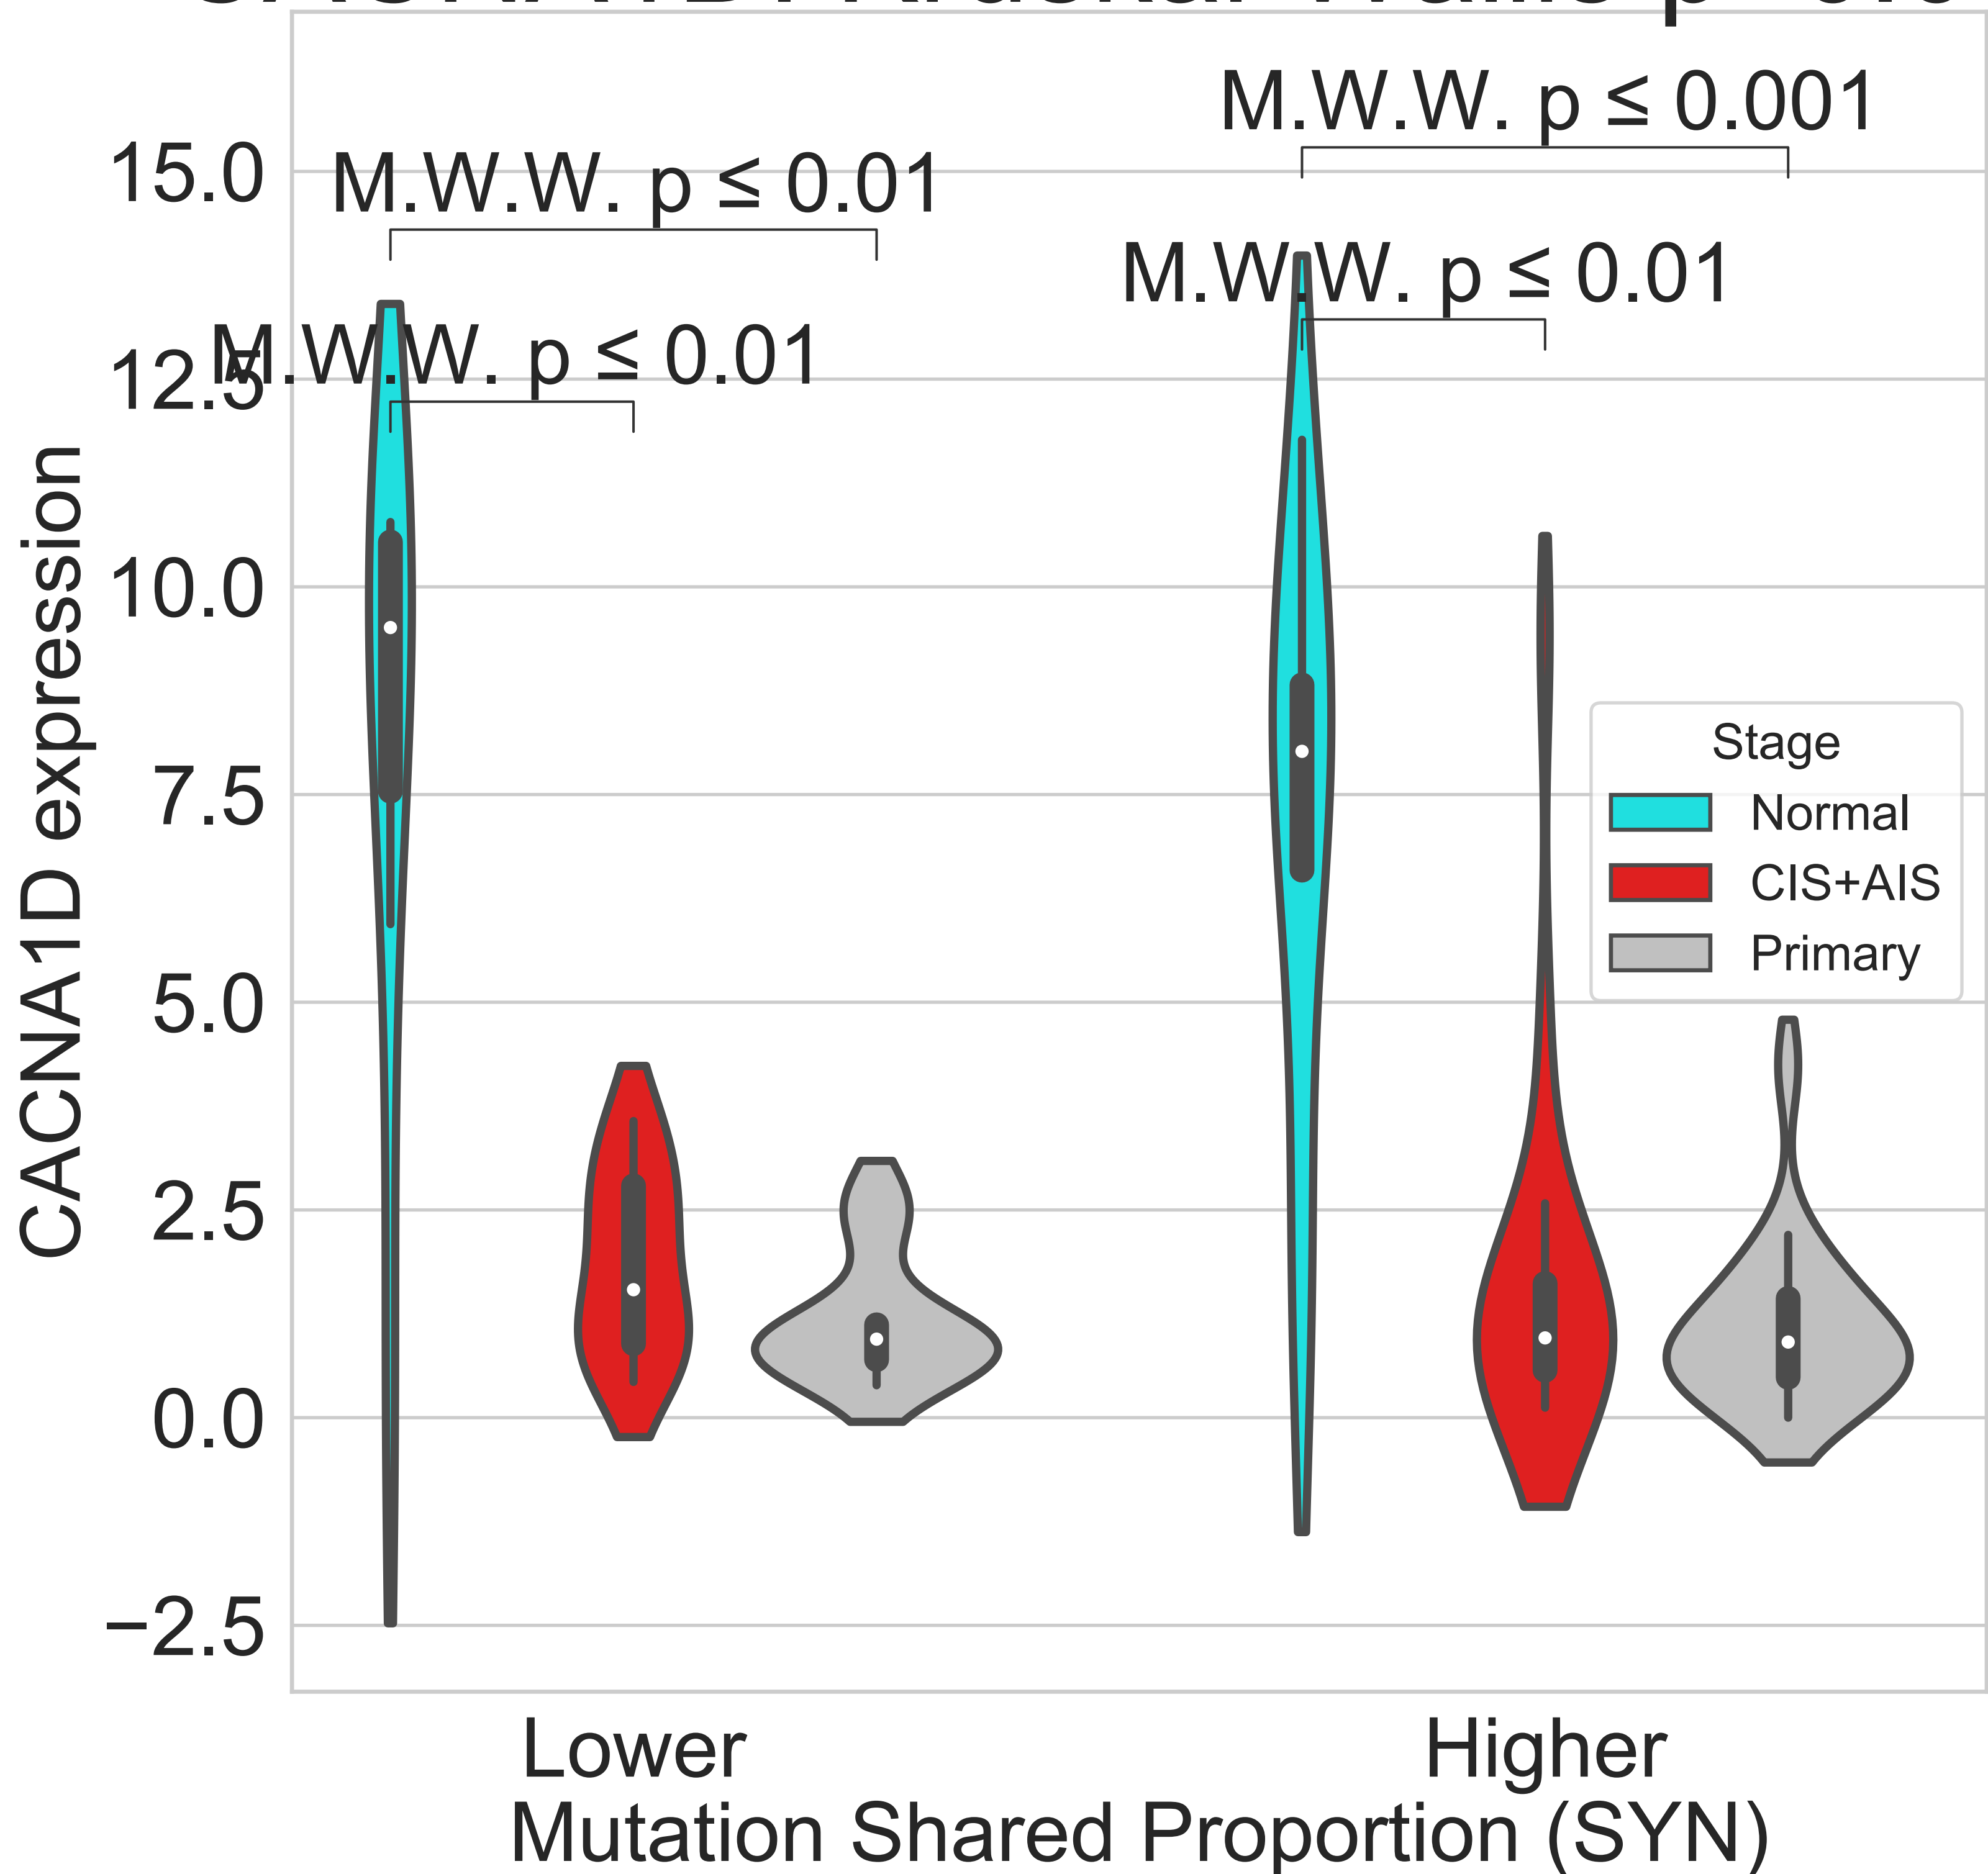 M.W.W. p ≤ 0.001
15.0
M.W.W. p ≤ 0.01
M.W.W. p ≤ 0.01
M.W.W. p ≤ 0.01
12.5
10.0
7.5
5.0
2.5
0.0
−2.5
CACNA1D expression
Stage
Normal
CIS+AIS
Primary
Lower
Higher
Mutation Shared Proportion (SYN)